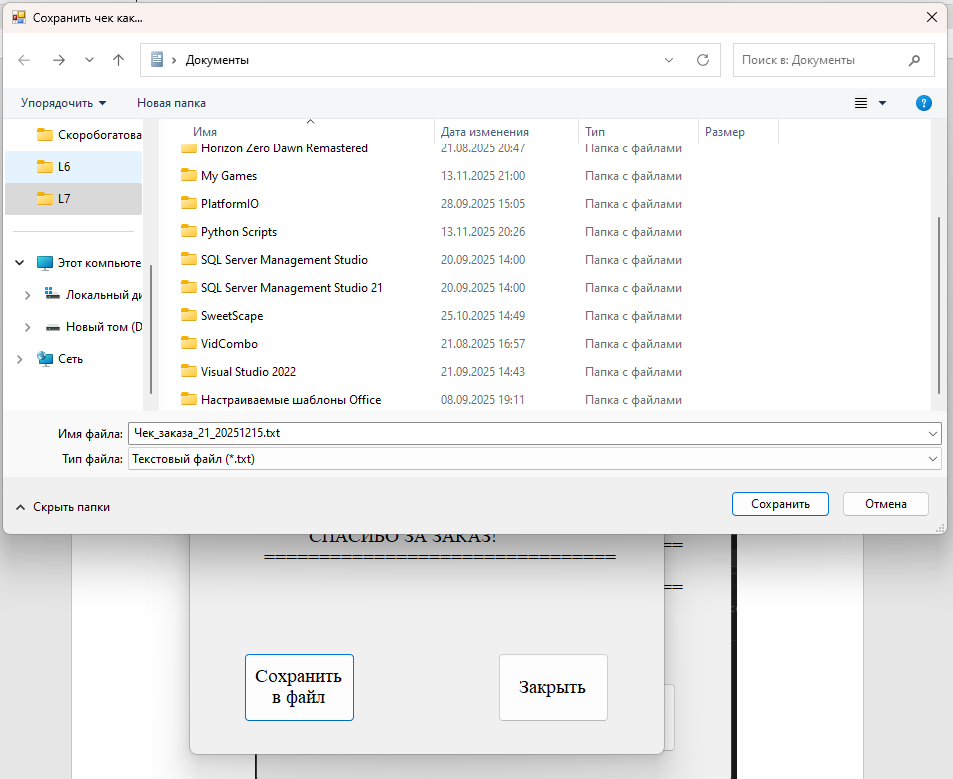 Сохранить чек как...
Документы
Поиск в: Документы
Упорядочить
Новая папка
?
Скоробогатова
L6
L7
Этот компьюте
Локальный ди
Новый том (D
Сеть
Имя Дата изменения Тип Размер
Horizon Zero Dawn Remastered 21.08.2025 20:47 Папка с файлами
My Games 13.11.2025 21:00 Папка с файлами
PlatformIO 28.09.2025 15:05 Папка с файлами
Python Scripts 13.11.2025 20:26 Папка с файлами
SQL Server Management Studio 20.09.2025 14:00 Папка с файлами
SQL Server Management Studio 21 20.09.2025 14:00 Папка с файлами
SweetScape 25.10.2025 14:49 Папка с файлами
VidCombo 21.08.2025 16:57 Папка с файлами
Visual Studio 2022 21.09.2025 14:43 Папка с файлами
Настраиваемые шаблоны Office 08.09.2025 19:11 Папка с файлами
Имя файла: Чек_заказа_21_20251215.txt
Тип файла: Текстовый файл (*.txt)
Скрыть папки
Сохранить
Отмена
СПАСИБО ЗА ЗАКАЗ!
================================
==
==
Сохранить
в файл
Закрыть